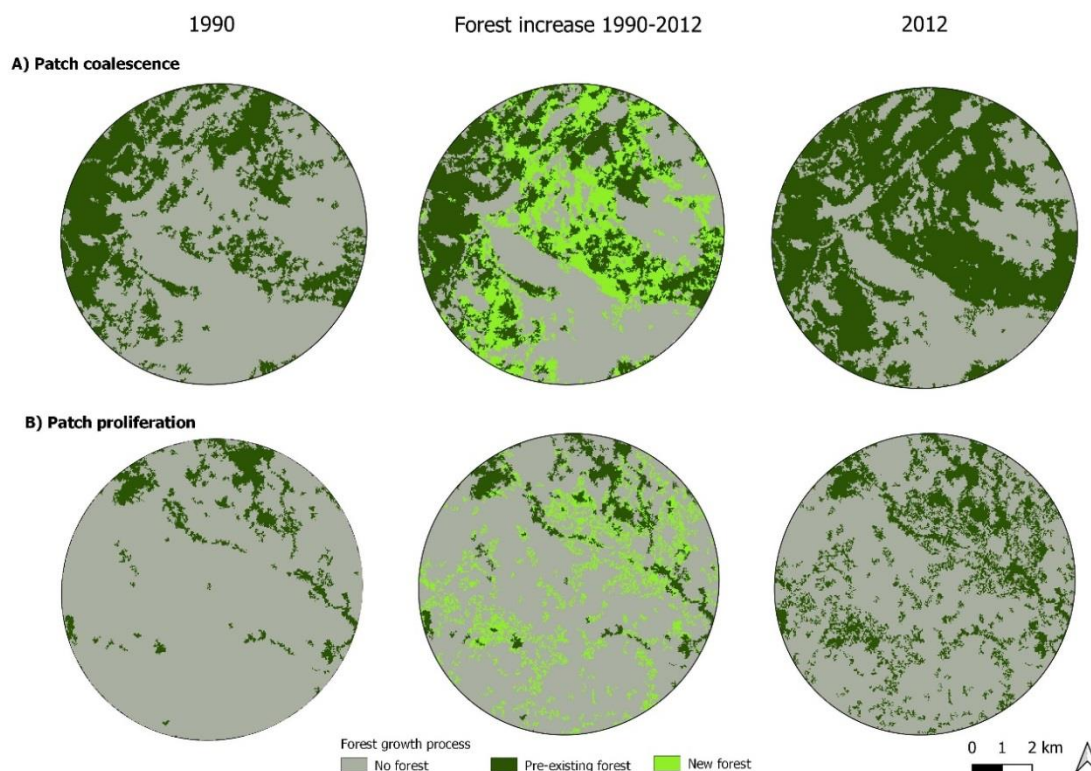 1990 Forest increase 1990-2012 2012
A) Patch coalescence
B) Patch proliferation
Forest growth process
No forest Pre-existing forest New forest
0 1 2 km